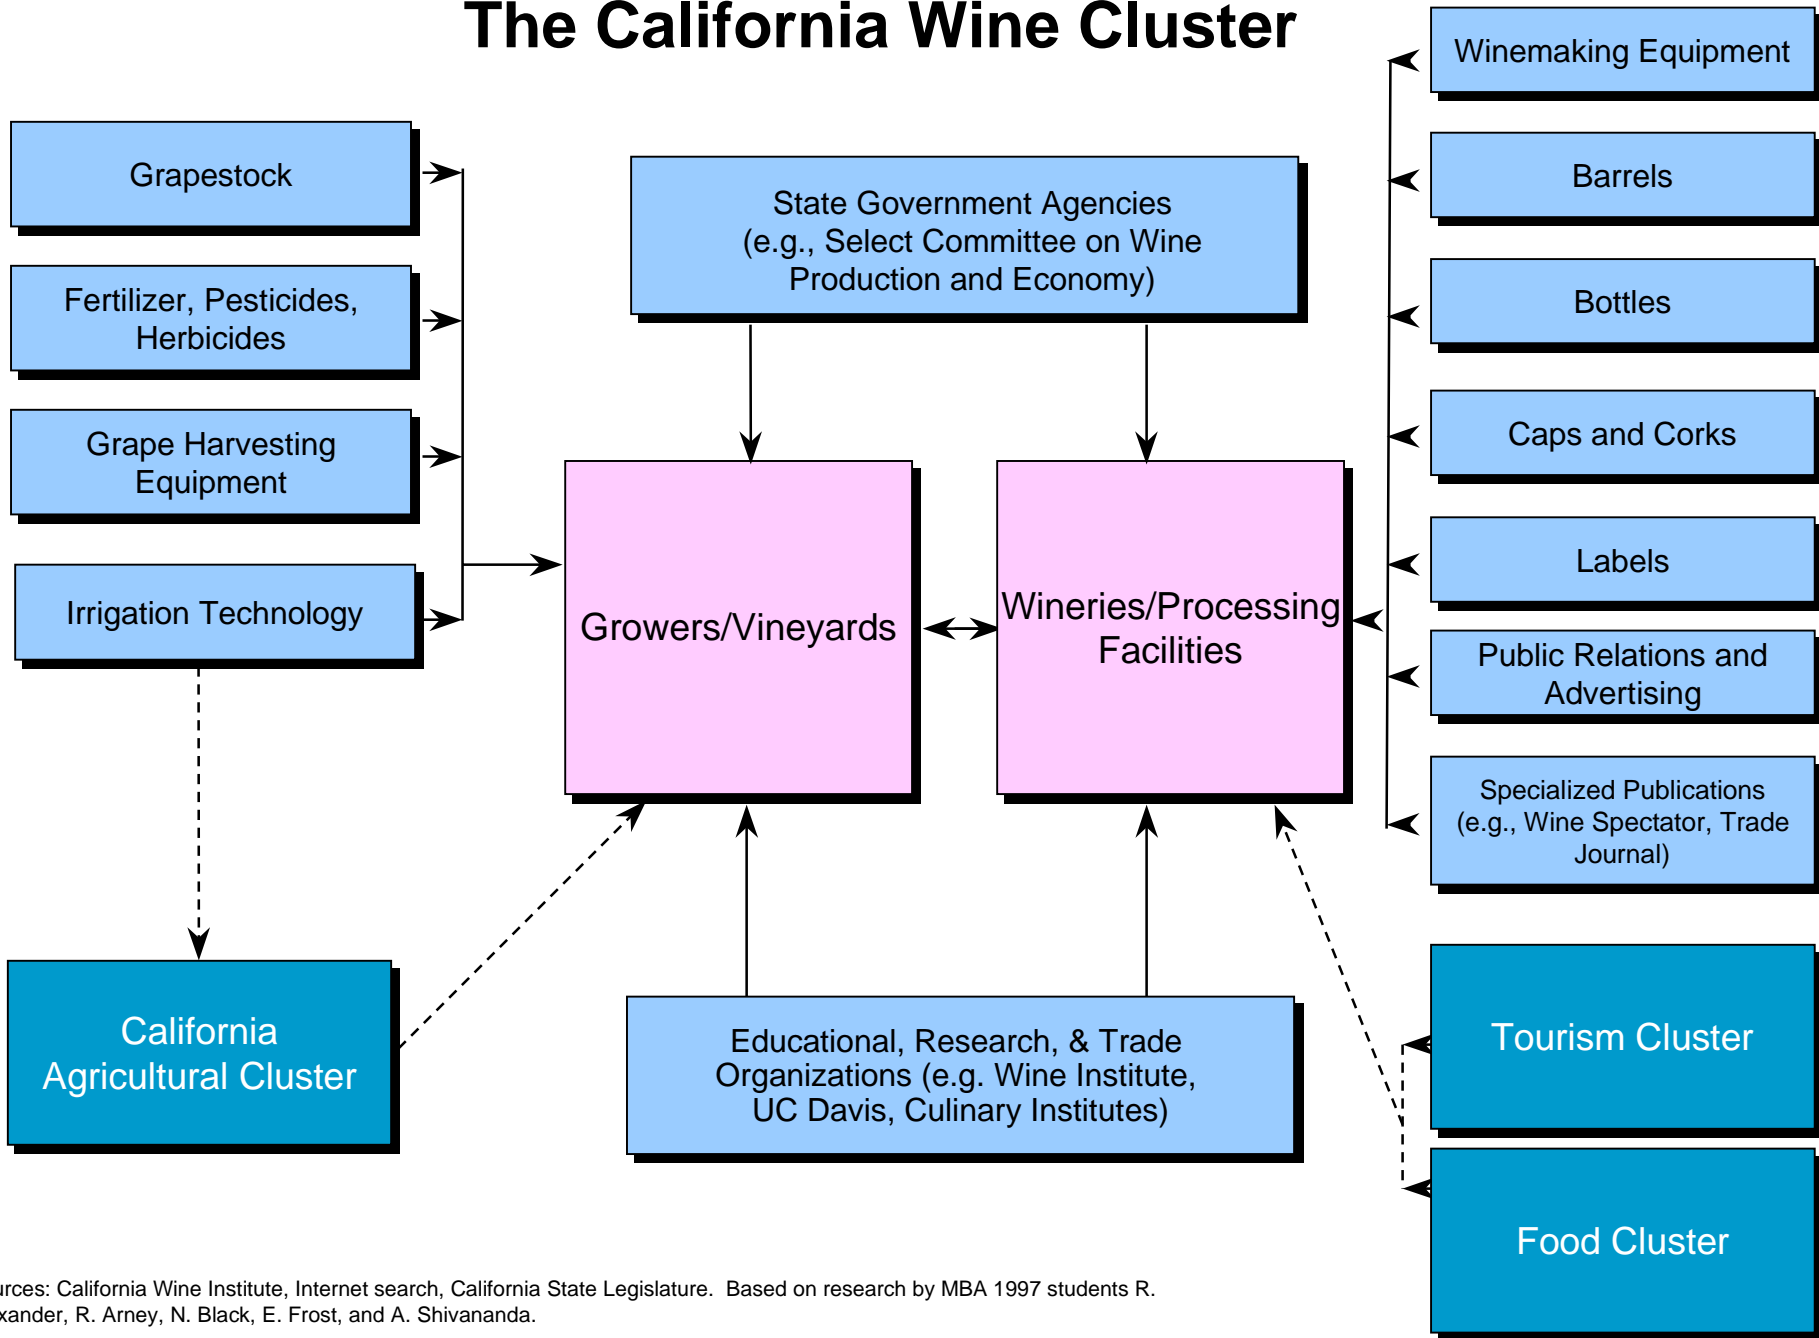 The California Wine Cluster
Grapestock
Fertilizer, Pesticides,
Herbicides
Grape Harvesting
Equipment
Irrigation Technology
State Government Agencies
(e.g., Select Committee on Wine
Production and Economy)
Growers/Vineyards
Wineries/Processing
Facilities
Winemaking Equipment
Barrels
Bottles
Caps and Corks
Labels
Public Relations and
Advertising
Specialized Publications
(e.g., Wine Spectator, Trade
Journal)
California
Agricultural Cluster
Educational, Research, & Trade
Organizations (e.g. Wine Institute,
UC Davis, Culinary Institutes)
Tourism Cluster
Food Cluster
urces: California Wine Institute, Internet search, California State Legislature.  Based on research by MBA 1997 students R.
xander, R. Arney, N. Black, E. Frost, and A. Shivananda.